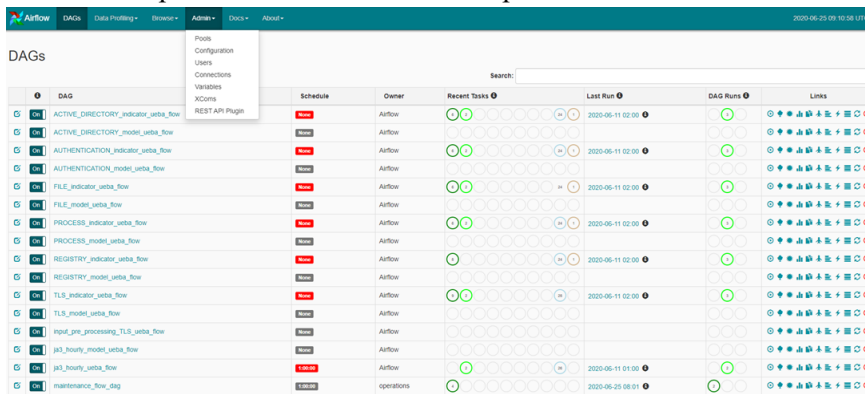 Airflow DAGs Data Profiling Browse Admin Docs About 2020-06-25 09:10:58 UTC
Pools
Configuration
Users
Connections
Variables
XComs
REST API Plugin
DAGs
Search:
DAG Schedule Owner Recent Tasks Last Run DAG Runs Links
On ACTIVE_DIRECTORY_indicator_ueba_flow None Airflow 2020-06-11 02:00
On ACTIVE_DIRECTORY_model_ueba_flow None Airflow
On AUTHENTICATION_indicator_ueba_flow None Airflow 2020-06-11 02:00
On AUTHENTICATION_model_ueba_flow None Airflow
On FILE_indicator_ueba_flow None Airflow 2020-06-11 02:00
On FILE_model_ueba_flow None Airflow
On PROCESS_indicator_ueba_flow None Airflow 2020-06-11 02:00
On PROCESS_model_ueba_flow None Airflow
On REGISTRY_indicator_ueba_flow None Airflow 2020-06-11 02:00
On REGISTRY_model_ueba_flow None Airflow
On TLS_indicator_ueba_flow None Airflow 2020-06-11 02:00
On TLS_model_ueba_flow None Airflow
On input_pre_processing_TLS_ueba_flow None Airflow
On ja3_hourly_model_ueba_flow None Airflow
On ja3_hourly_ueba_flow 1:00:00 Airflow 2020-06-11 01:00
On maintenance_flow_dag 1:00:00 operations 2020-06-25 08:01